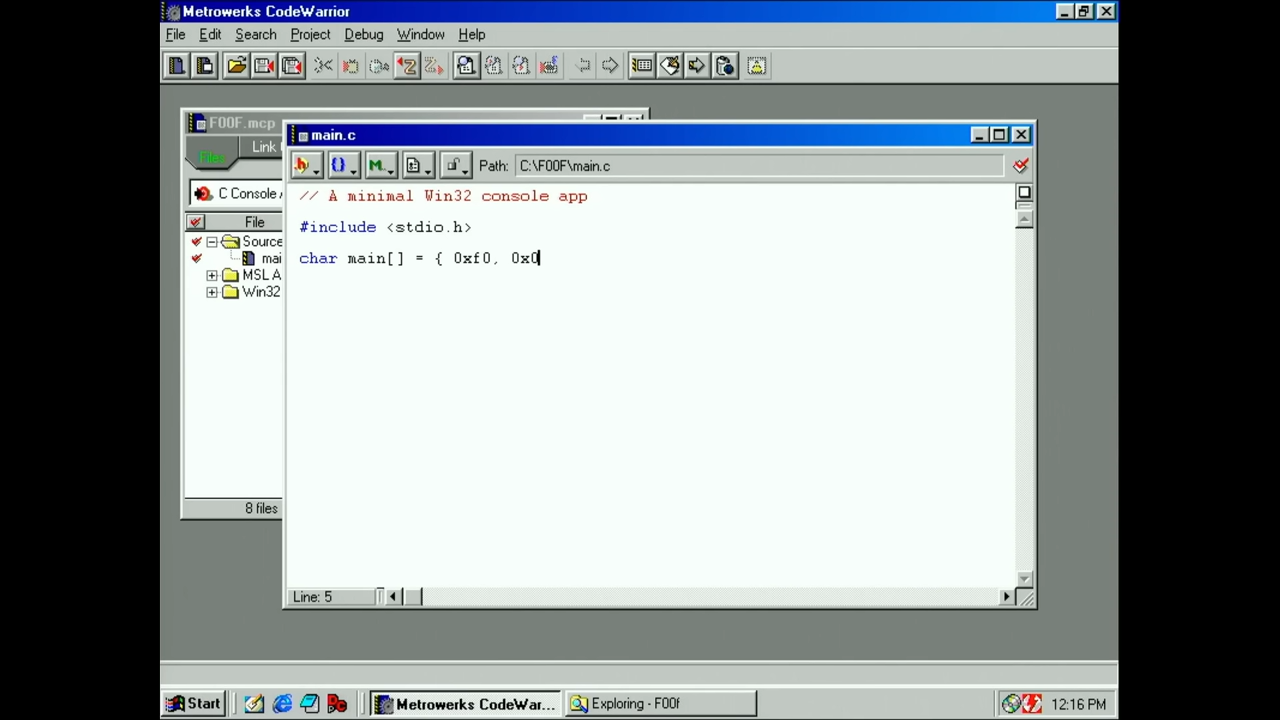 Metrowerks CodeWarrior
File Edit Search Project Debug Window Help
F00F.mcp
main.c
Files
Link
Path: C:\F00F\main.c
C Console
// A minimal Win32 console app
File
#include <stdio.h>
Source
char main[] = { 0xf0, 0x0
mai
MSL A
Win32
8 files
Line: 5
Start
Metrowerks CodeWar...
Exploring - F00f
12:16 PM